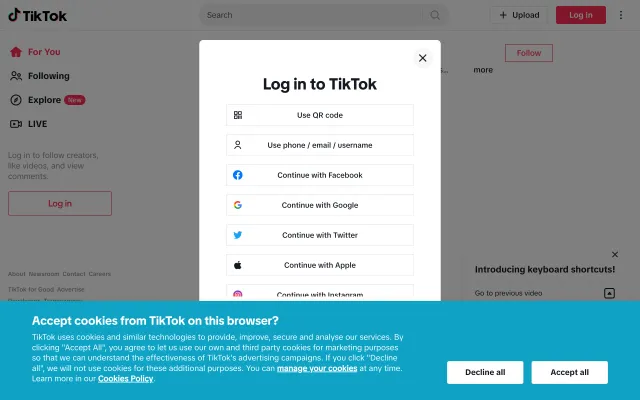 TikTok
Search
+ Upload
Log In
For You
Following
Explore New
LIVE
Log in to follow creators,
like videos, and view
comments.
Log in
About Newsroom Contact Careers
TikTok for Good Advertise
Follow
s... more
Log in to TikTok
Use QR code
Use phone / email / username
Continue with Facebook
Continue with Google
Continue with Twitter
Continue with Apple
Continue with Instagram
Introducing keyboard shortcuts!
Go to previous video
Accept cookies from TikTok on this browser?
TikTok uses cookies and similar technologies to provide, improve, secure and analyse our services. By
clicking "Accept All", you agree to let us use our own and third party cookies for marketing purposes
so that we can understand the effectiveness of TikTok's advertising campaigns. If you click "Decline
all", we will not use cookies for these additional purposes. You can manage your cookies at any time.
Learn more in our Cookies Policy.
Decline all
Accept all